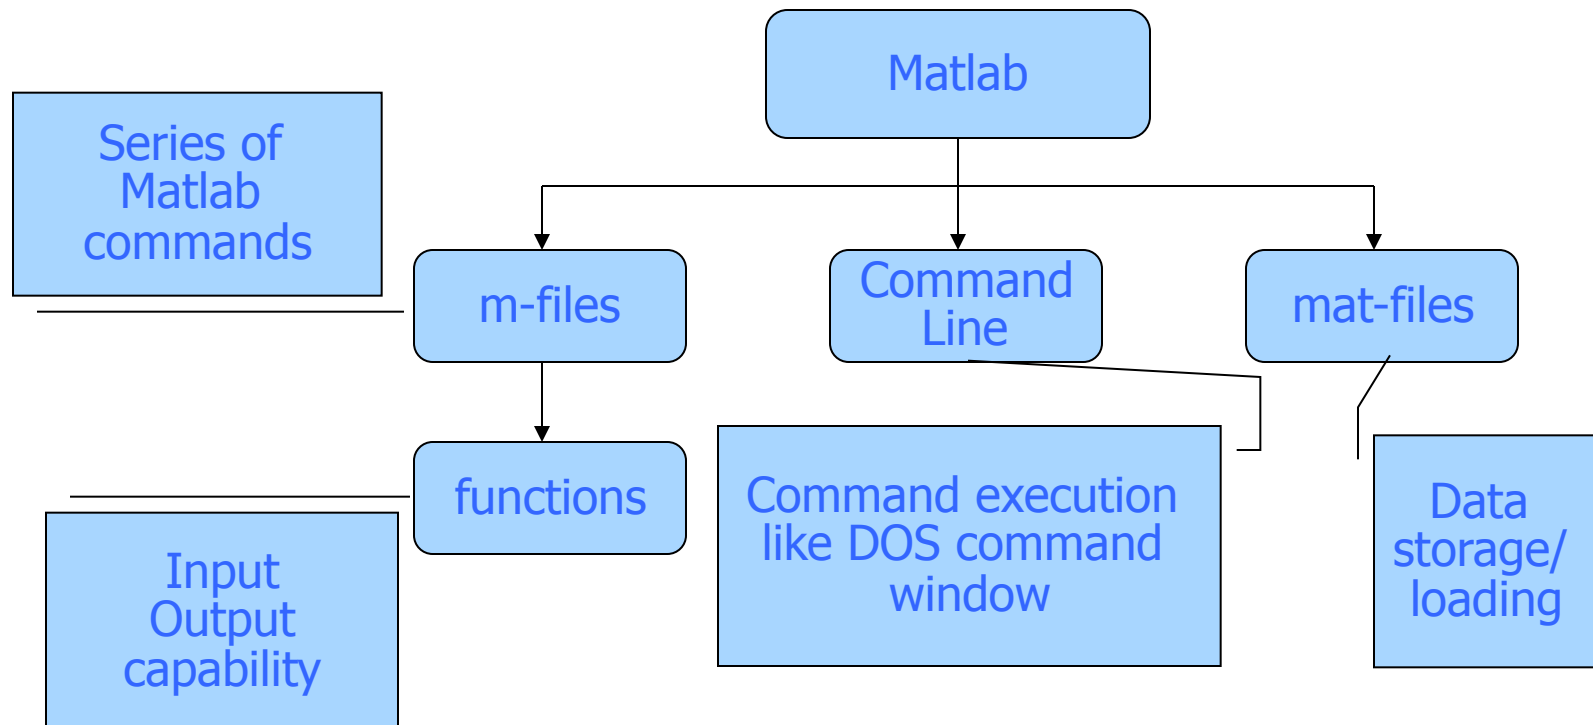 Matlab
Series of
Matlab
commands
m-files
Command
Line
mat-files
functions
Input
Output
capability
Command execution
like DOS command
window
Data
storage/
loading